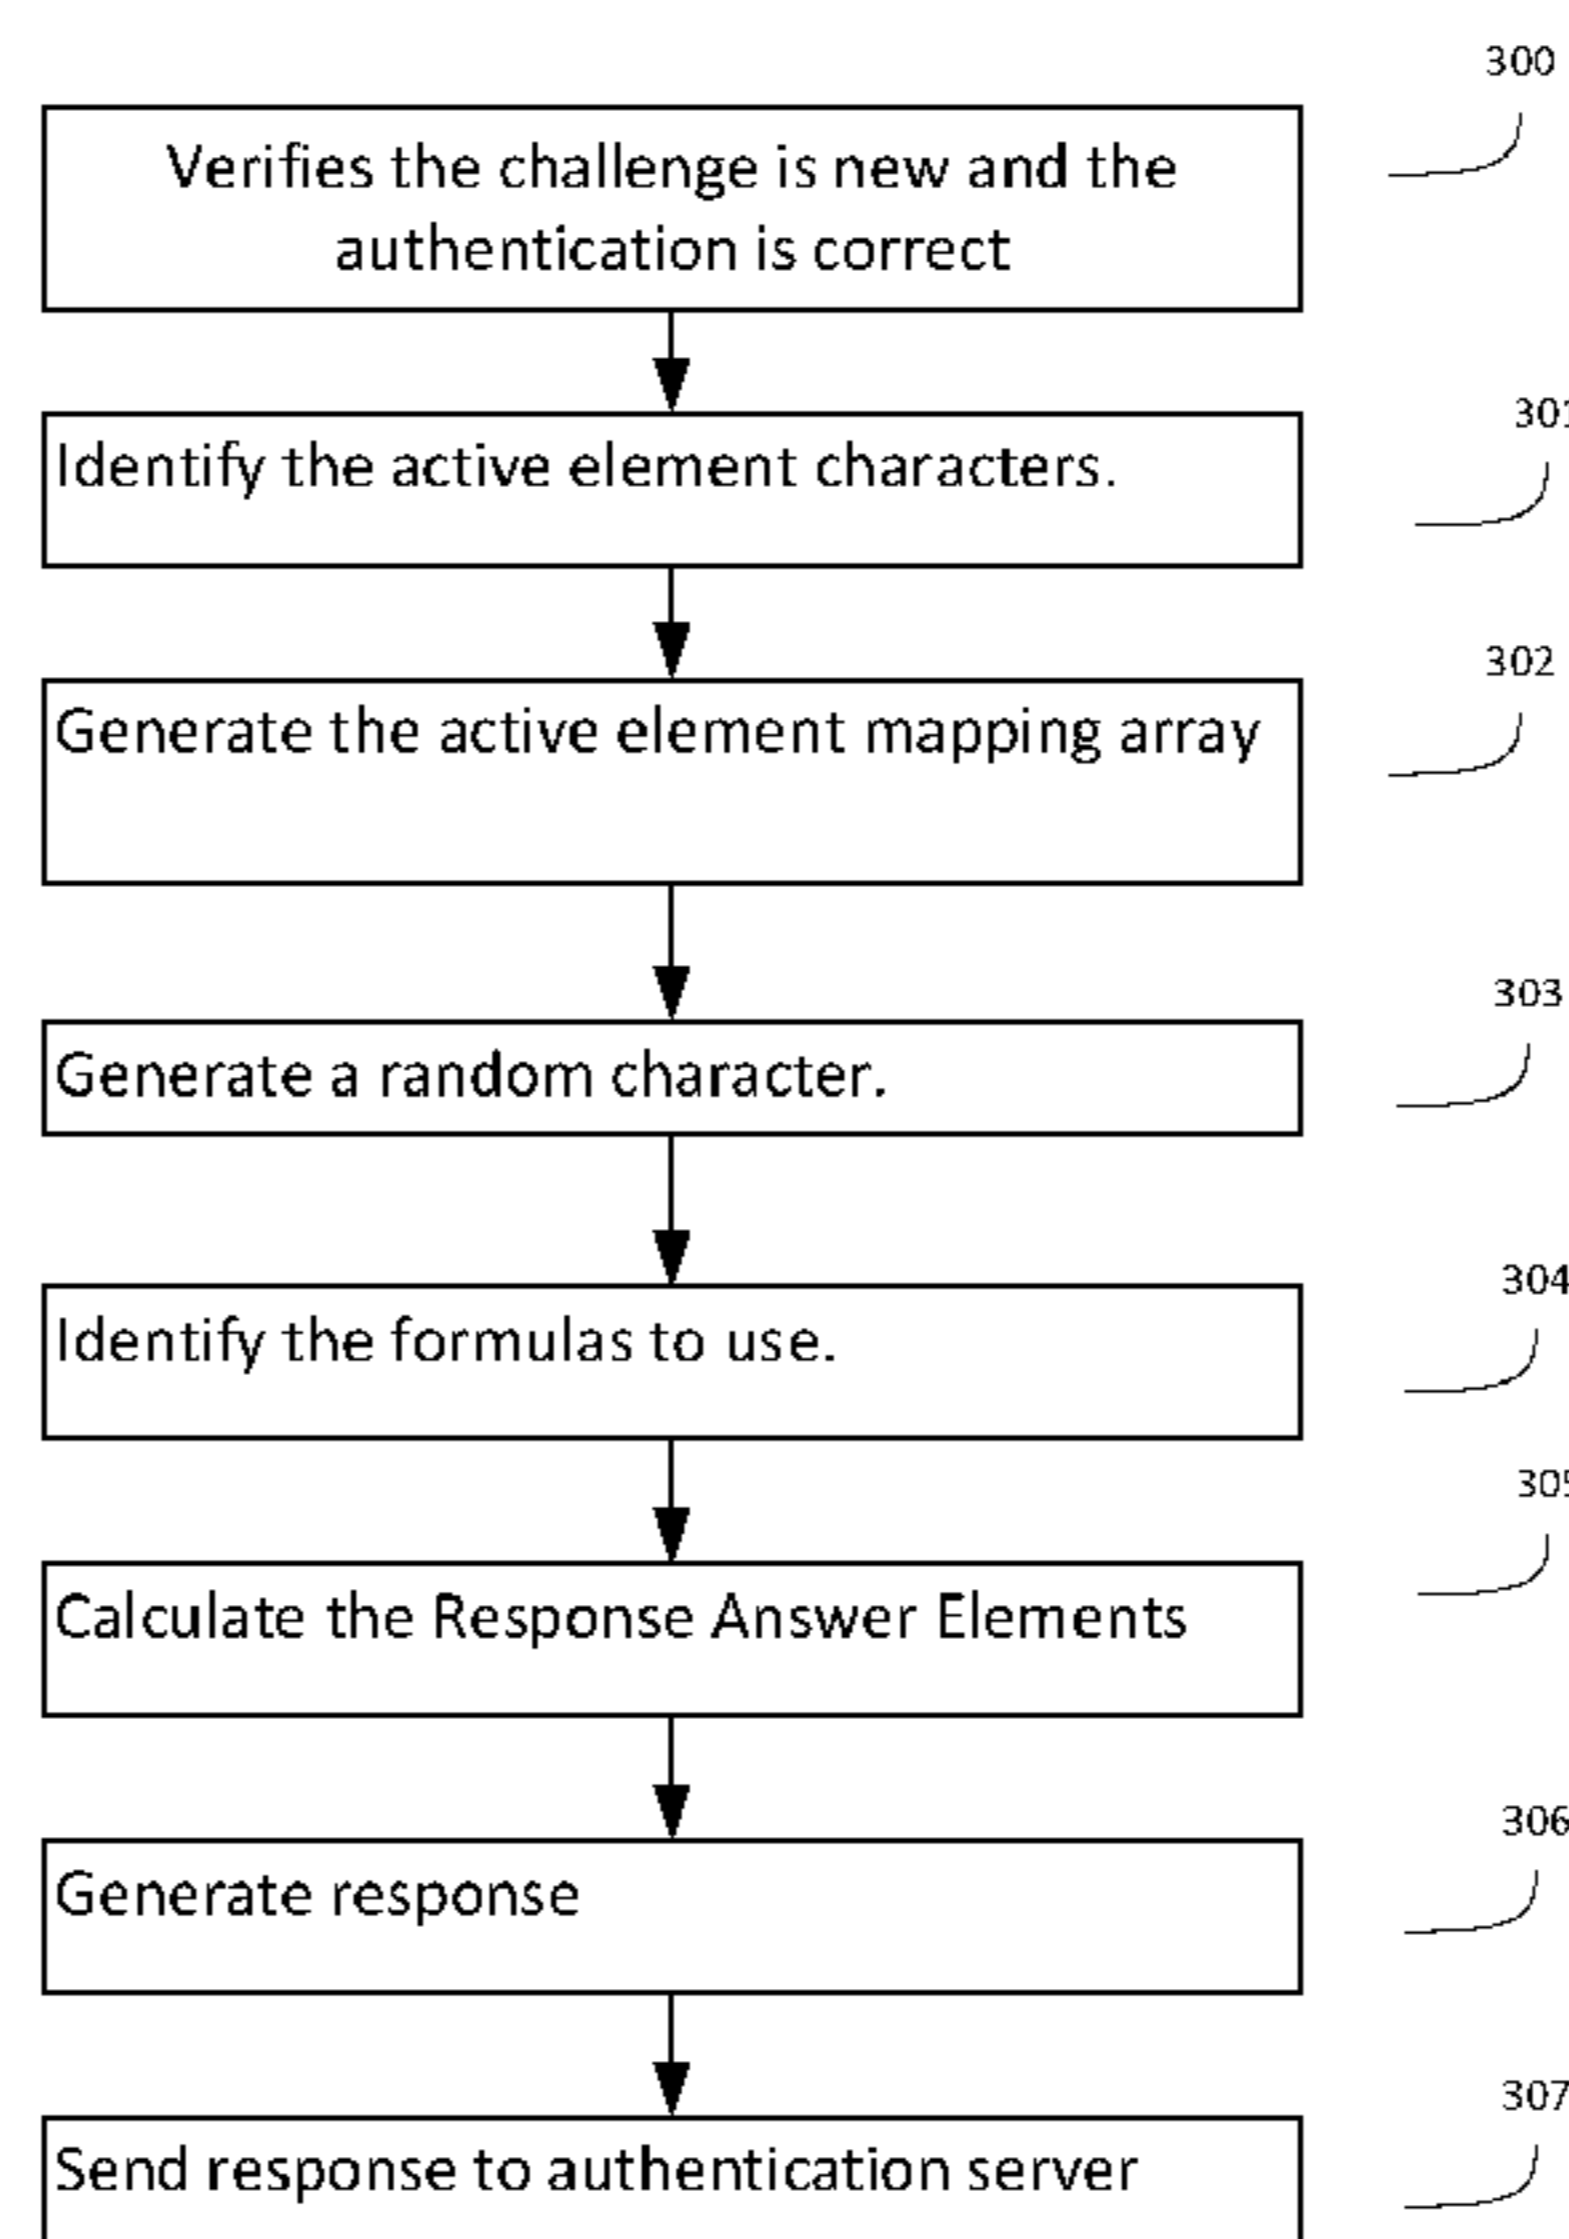 300
Verifies the challenge is new and the
authentication is correct
301
Identify the active element characters.
302
Generate the active element mapping array
303
Generate a random character.
304
Identify the formulas to use.
305
Calculate the Response Answer Elements
306
Generate response
307
Send response to authentication server